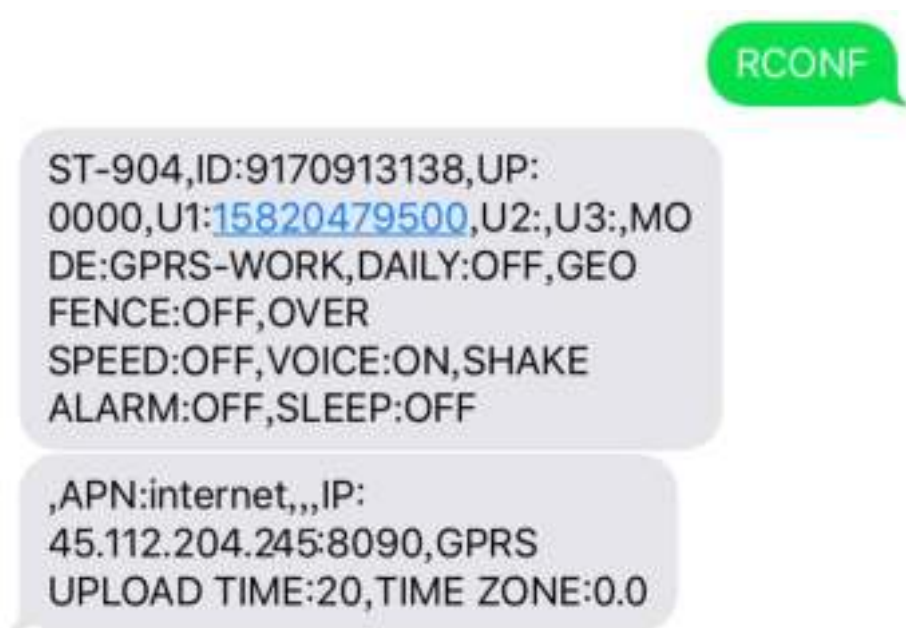 RCONF
ST-904,ID:9170913138,UP:
0000,U1:15820479500,U2:,U3:,MO
DE:GPRS-WORK,DAILY:OFF,GEO
FENCE:OFF,OVER
SPEED:OFF,VOICE:ON,SHAKE
ALARM:OFF,SLEEP:OFF
,APN:internet,,,IP:
45.112.204.245:8090,GPRS
UPLOAD TIME:20,TIME ZONE:0.0